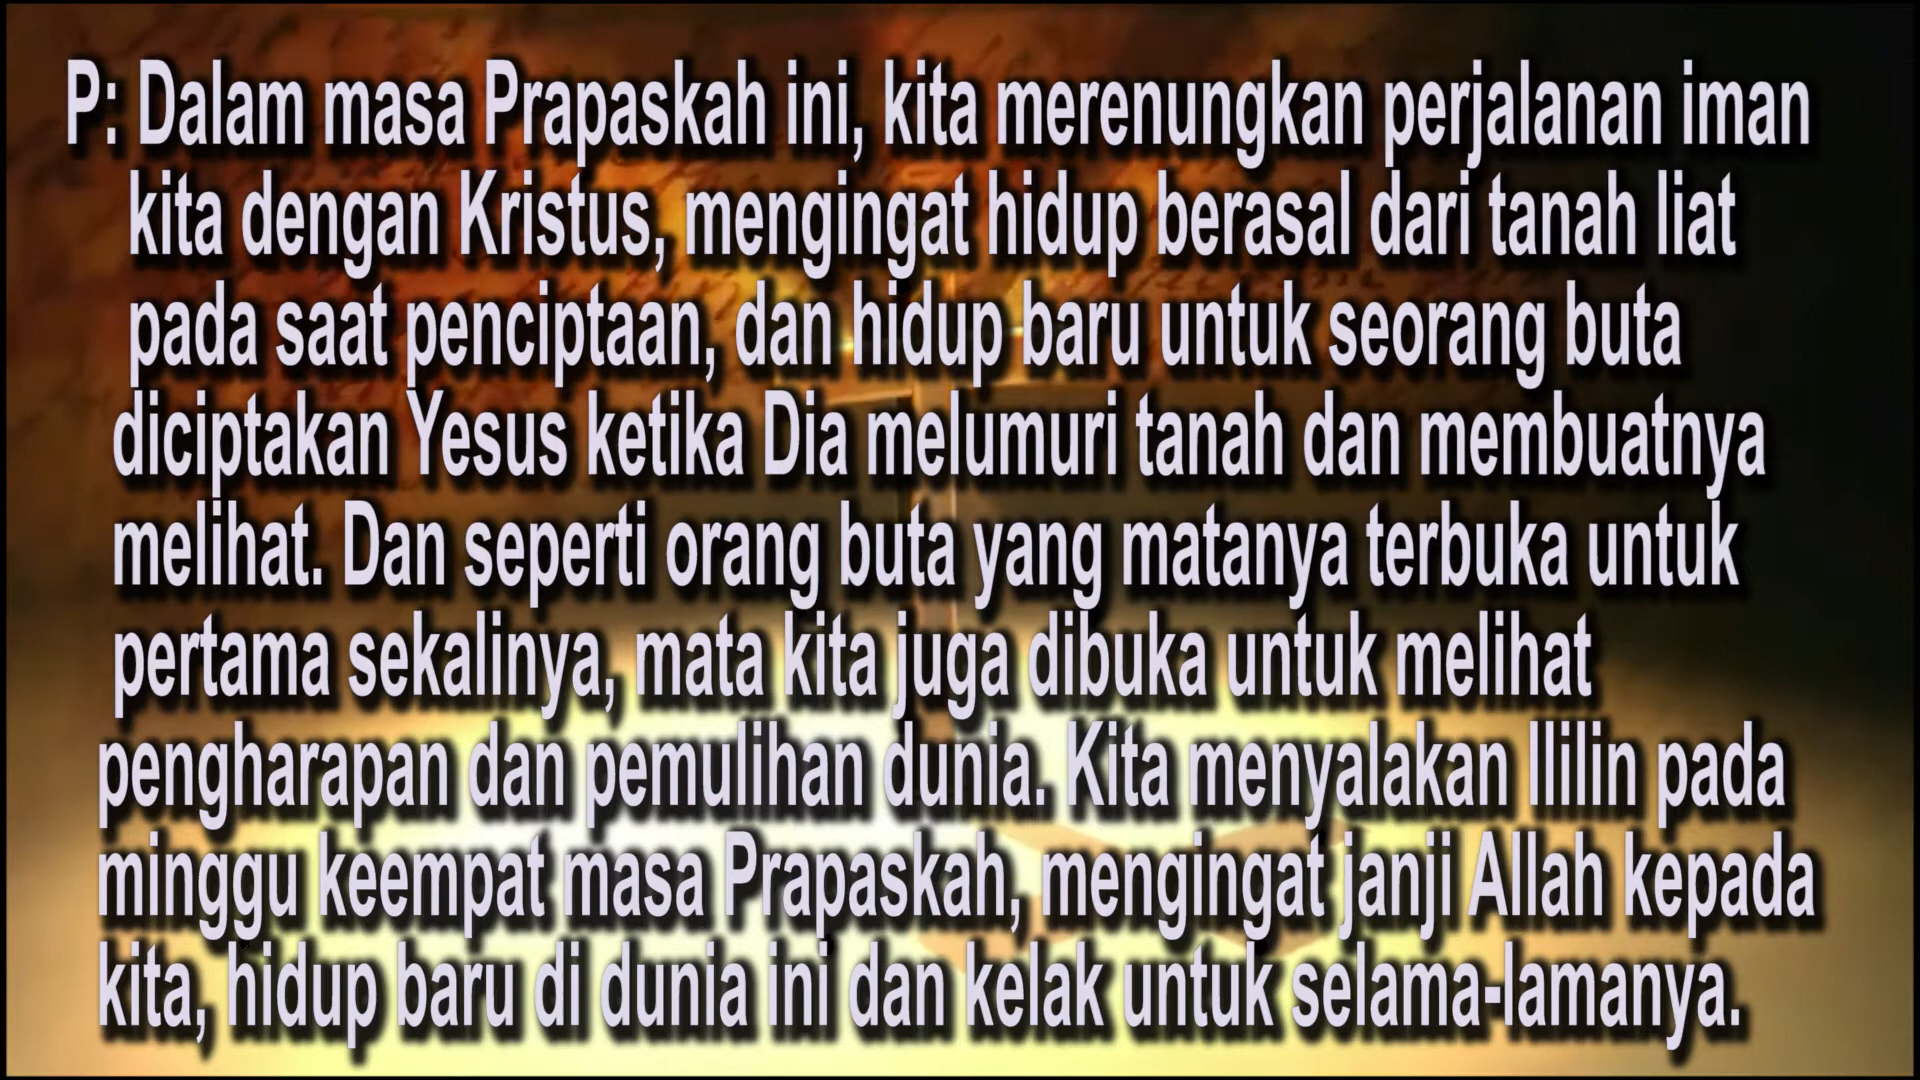 P: Dalam masa Prapaskah ini, kita merenungkan perjalanan iman
kita dengan Kristus, mengingat hidup berasal dari tanah liat
pada saat penciptaan, dan hidup baru untuk seorang buta
diciptakan Yesus ketika Dia melumuri tanah dan membuatnya
melihat. Dan seperti orang buta yang matanya terbuka untuk
pertama sekalinya, mata kita juga dibuka untuk melihat
pengharapan dan pemulihan dunia. Kita menyalakan lililin pada
minggu keempat masa Prapaskah, mengingat janji Allah kepada
kita, hidup baru di dunia ini dan kelak untuk selama-lamanya.